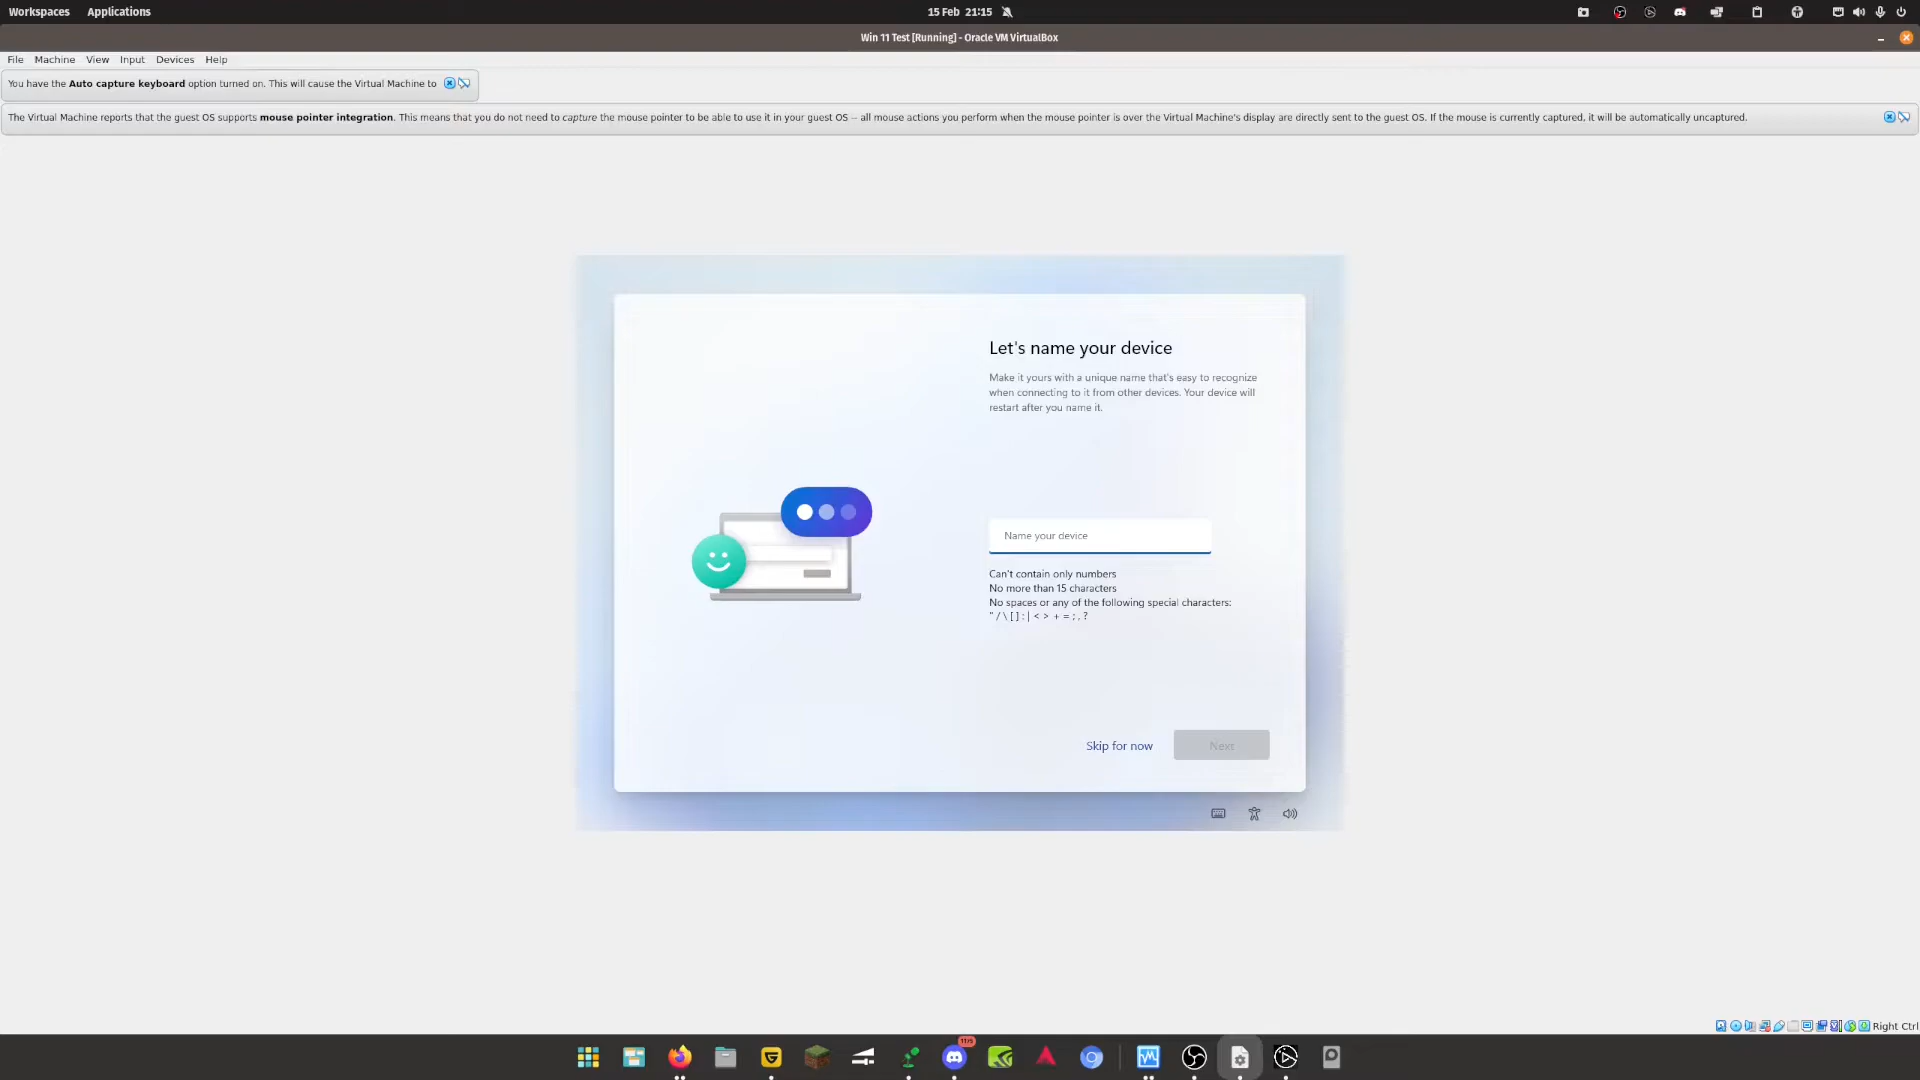 Workspaces Applications 15 Feb 21:15
Win 11 Test [Running] - Oracle VM VirtualBox
File Machine View Input Devices Help
You have the Auto capture keyboard option turned on. This will cause the Virtual Machine to
The Virtual Machine reports that the guest OS supports mouse pointer integration. This means that you do not need to capture the mouse pointer to be able to use it in your guest OS -- all mouse actions you perform when the mouse pointer is over the Virtual Machine's display are directly sent to the guest OS. If the mouse is currently captured, it will be automatically uncaptured.
Let's name your device
Make it yours with a unique name that's easy to recognize
when connecting to it from other devices. Your device will
restart after you name it.
Name your device
Can't contain only numbers
No more than 15 characters
No spaces or any of the following special characters:
" / \ [ ] : | < > + = ; , ?
Skip for now Next
Right Ctrl